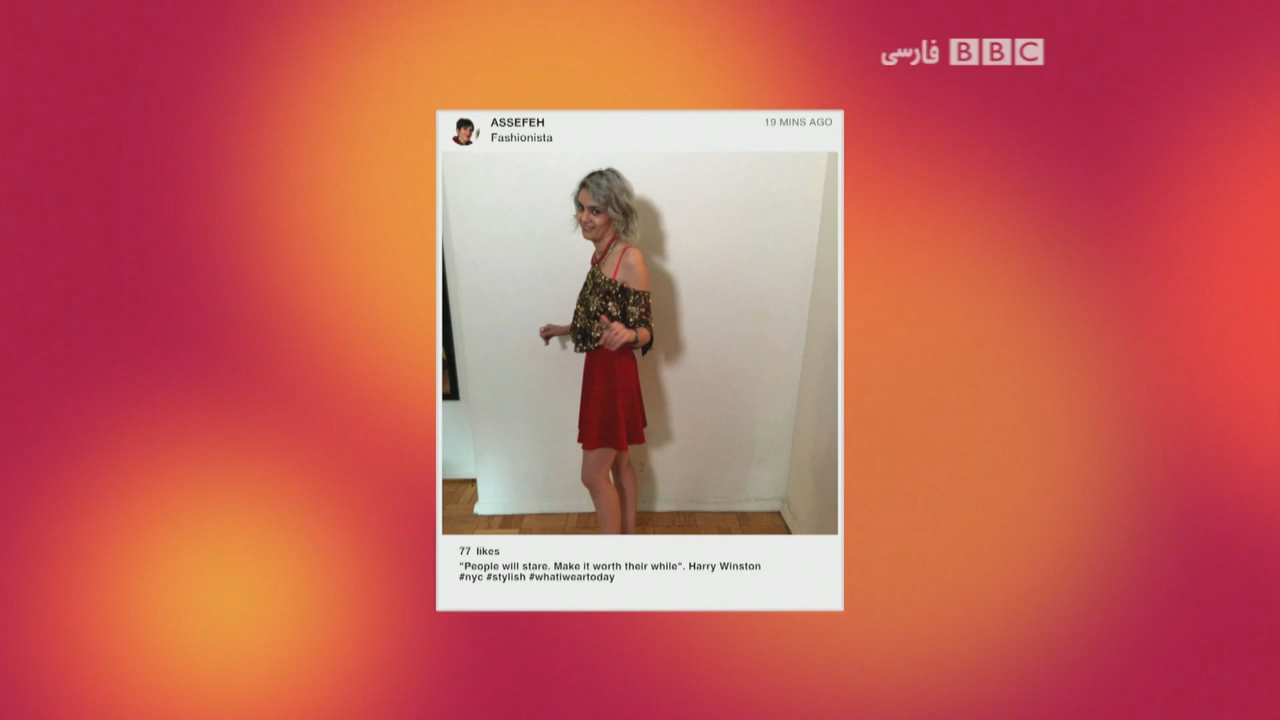 فارسی BBC
ASSEFEH
19 MINS AGO
Fashionista
77 likes
"People will stare. Make it worth their while". Harry Winston
#nyc #stylish #whatiweartoday